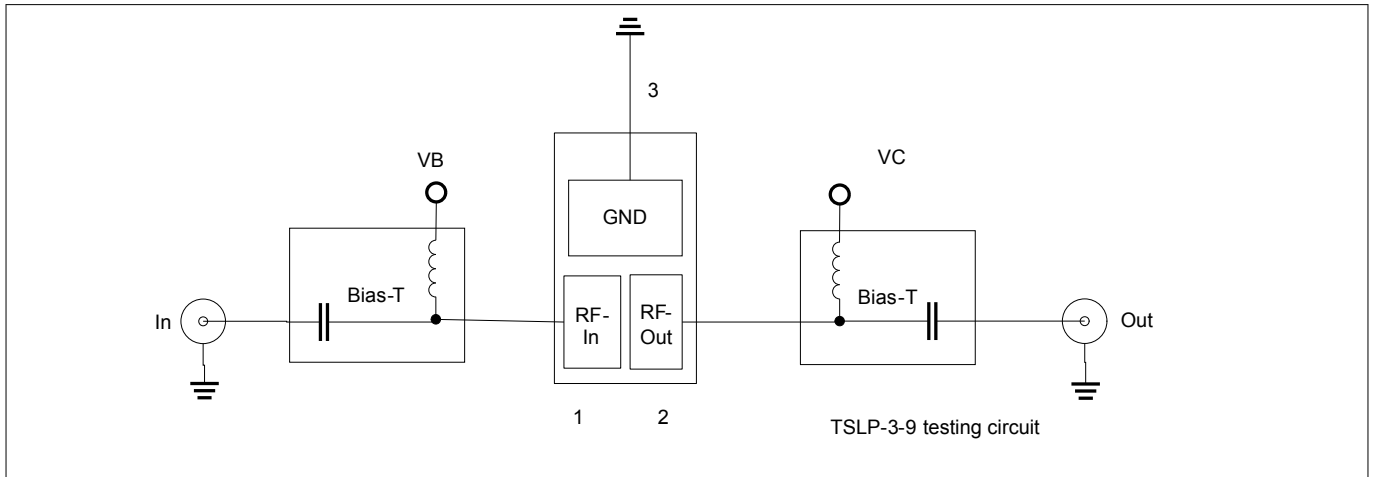 3
VB
VC
GND
Bias-T
Bias-T
In
RF-
In
RF-
Out
Out
1
2
TSLP-3-9 testing circuit